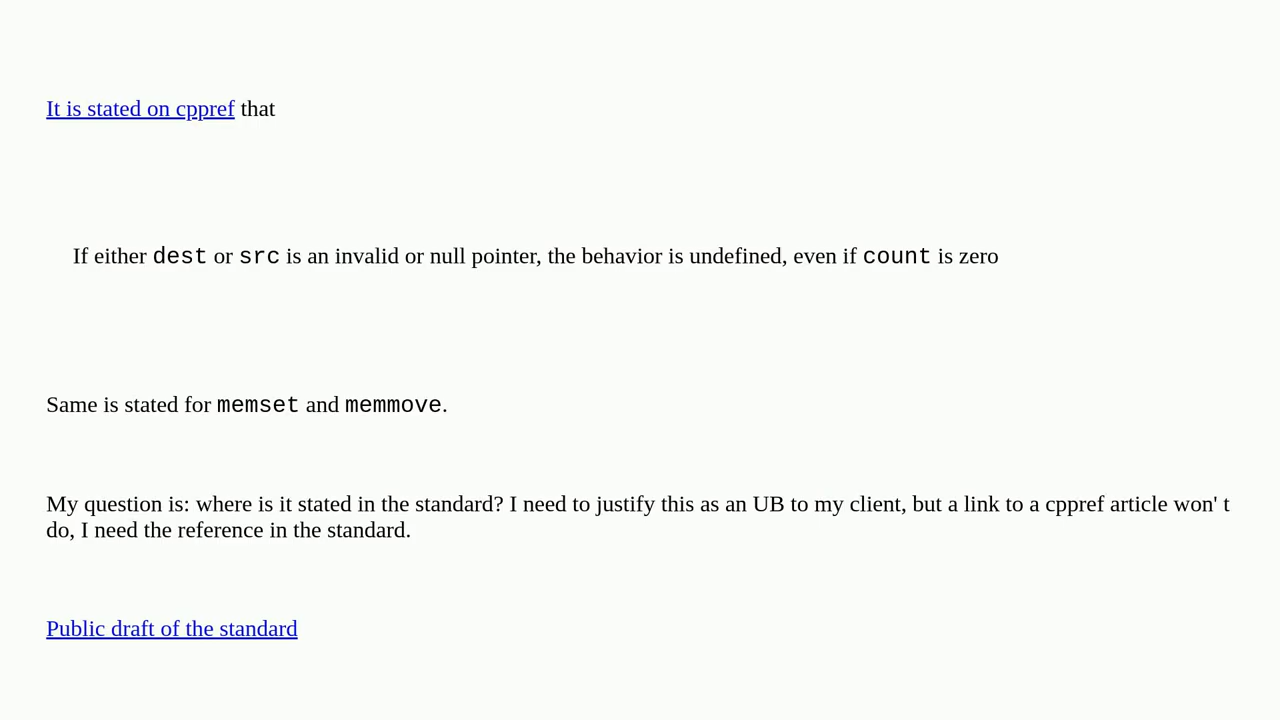 It is stated on cppref that
If either dest or src is an invalid or null pointer, the behavior is undefined, even if count is zero
Same is stated for memset and memmove.
My question is: where is it stated in the standard? I need to justify this as an UB to my client, but a link to a cppref article won' t
do, I need the reference in the standard.
Public draft of the standard